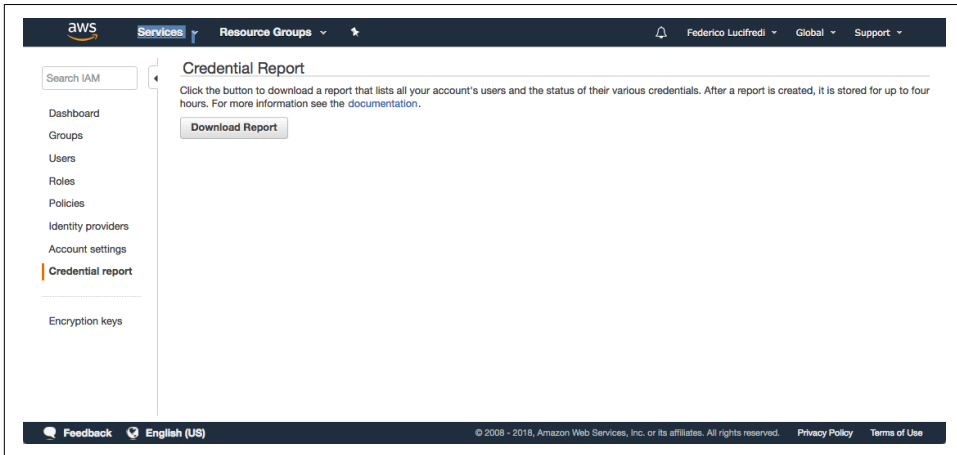 aws Services Resource Groups Federico Lucifredi Global Support
Search IAM
Dashboard
Groups
Users
Roles
Policies
Identity providers
Account settings
Credential report
Encryption keys
Credential Report
Click the button to download a report that lists all your account's users and the status of their various credentials. After a report is created, it is stored for up to four
hours. For more information see the documentation.
Download Report
Feedback English (US) © 2008 - 2018, Amazon Web Services, Inc. or its affiliates. All rights reserved. Privacy Policy Terms of Use